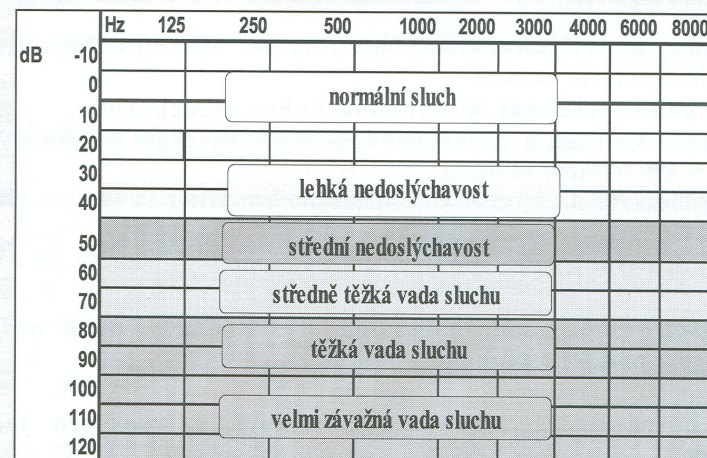 Hz 125 250 500 1000 2000 3000 4000 6000 8000
dB -10
0
normální sluch
10
20
30
lehká nedoslýchavost
40
50 střední nedoslýchavost
60
středně těžká vada sluchu
70
80
těžká vada sluchu
90
100
110 velmi závažná vada sluchu
120